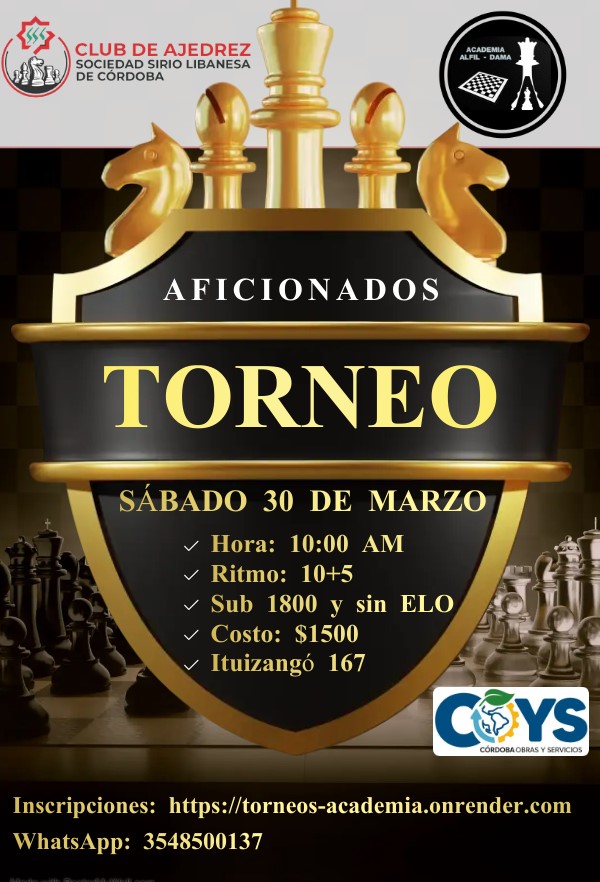 CLUB DE AJEDREZ
SOCIEDAD SIRIO LIBANESA
DE CÓRDOBA
ACADEMIA
ALFIL - DAMA
AFICIONADOS
TORNEO
SÁBADO 30 DE MARZO
Hora: 10:00 AM
Ritmo: 10+5
Sub 1800 y sin ELO
Costo: $1500
Ituizangó 167
COYS
CÓRDOBA OBRAS Y SERVICIOS
Inscripciones: https://torneos-academia.onrender.com
WhatsApp: 3548500137